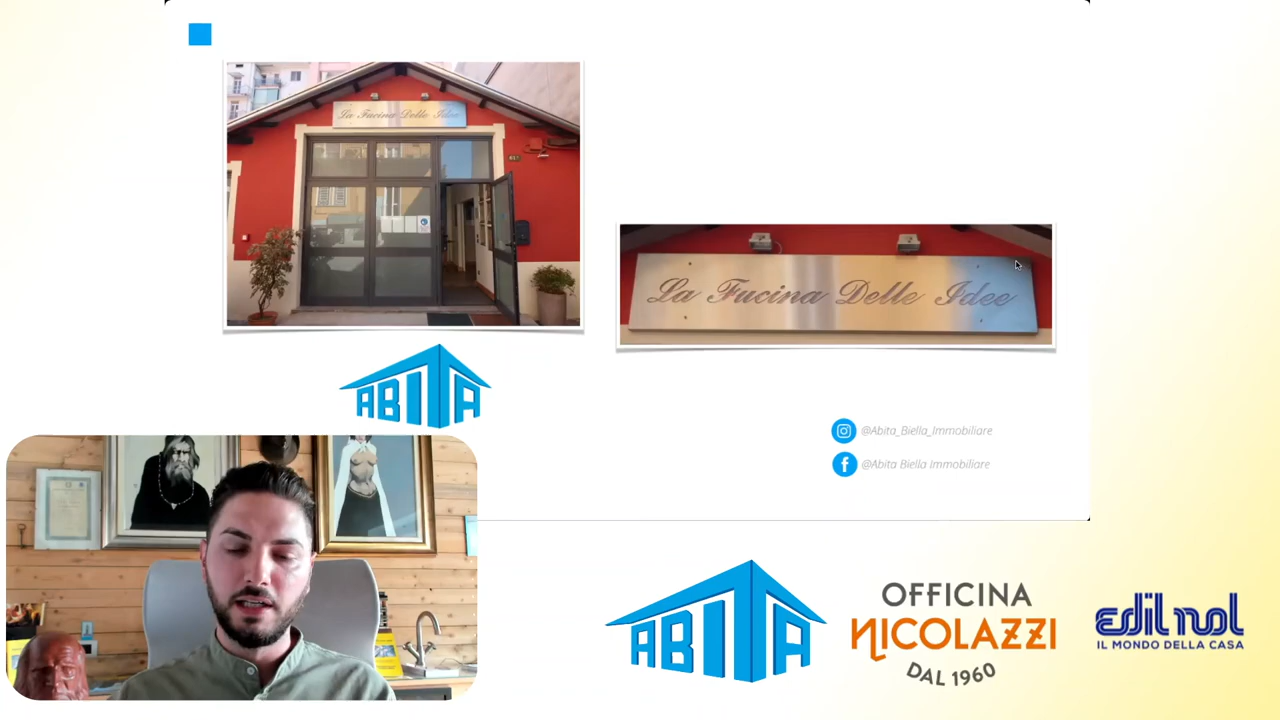 La Fucina Delle Idee
La Fucina Delle Idee
ABITA
@Abita_Biella_Immobiliare
@Abita Biella Immobiliare
ABITA
OFFICINA
NICOLAZZI
DAL 1960
edilnol
IL MONDO DELLA CASA